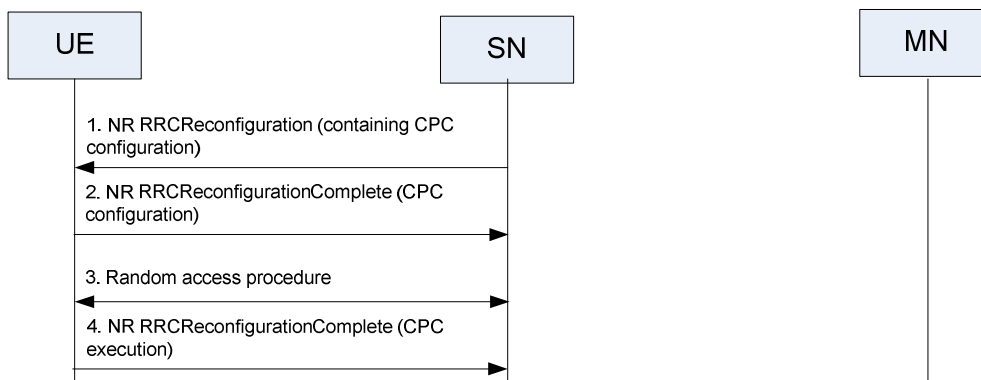 UE
SN
MN
1. NR RRCReconfiguration (containing CPC
configuration)
2. NR RRCReconfigurationComplete (CPC
configuration)
3. Random access procedure
4. NR RRCReconfigurationComplete (CPC
execution)